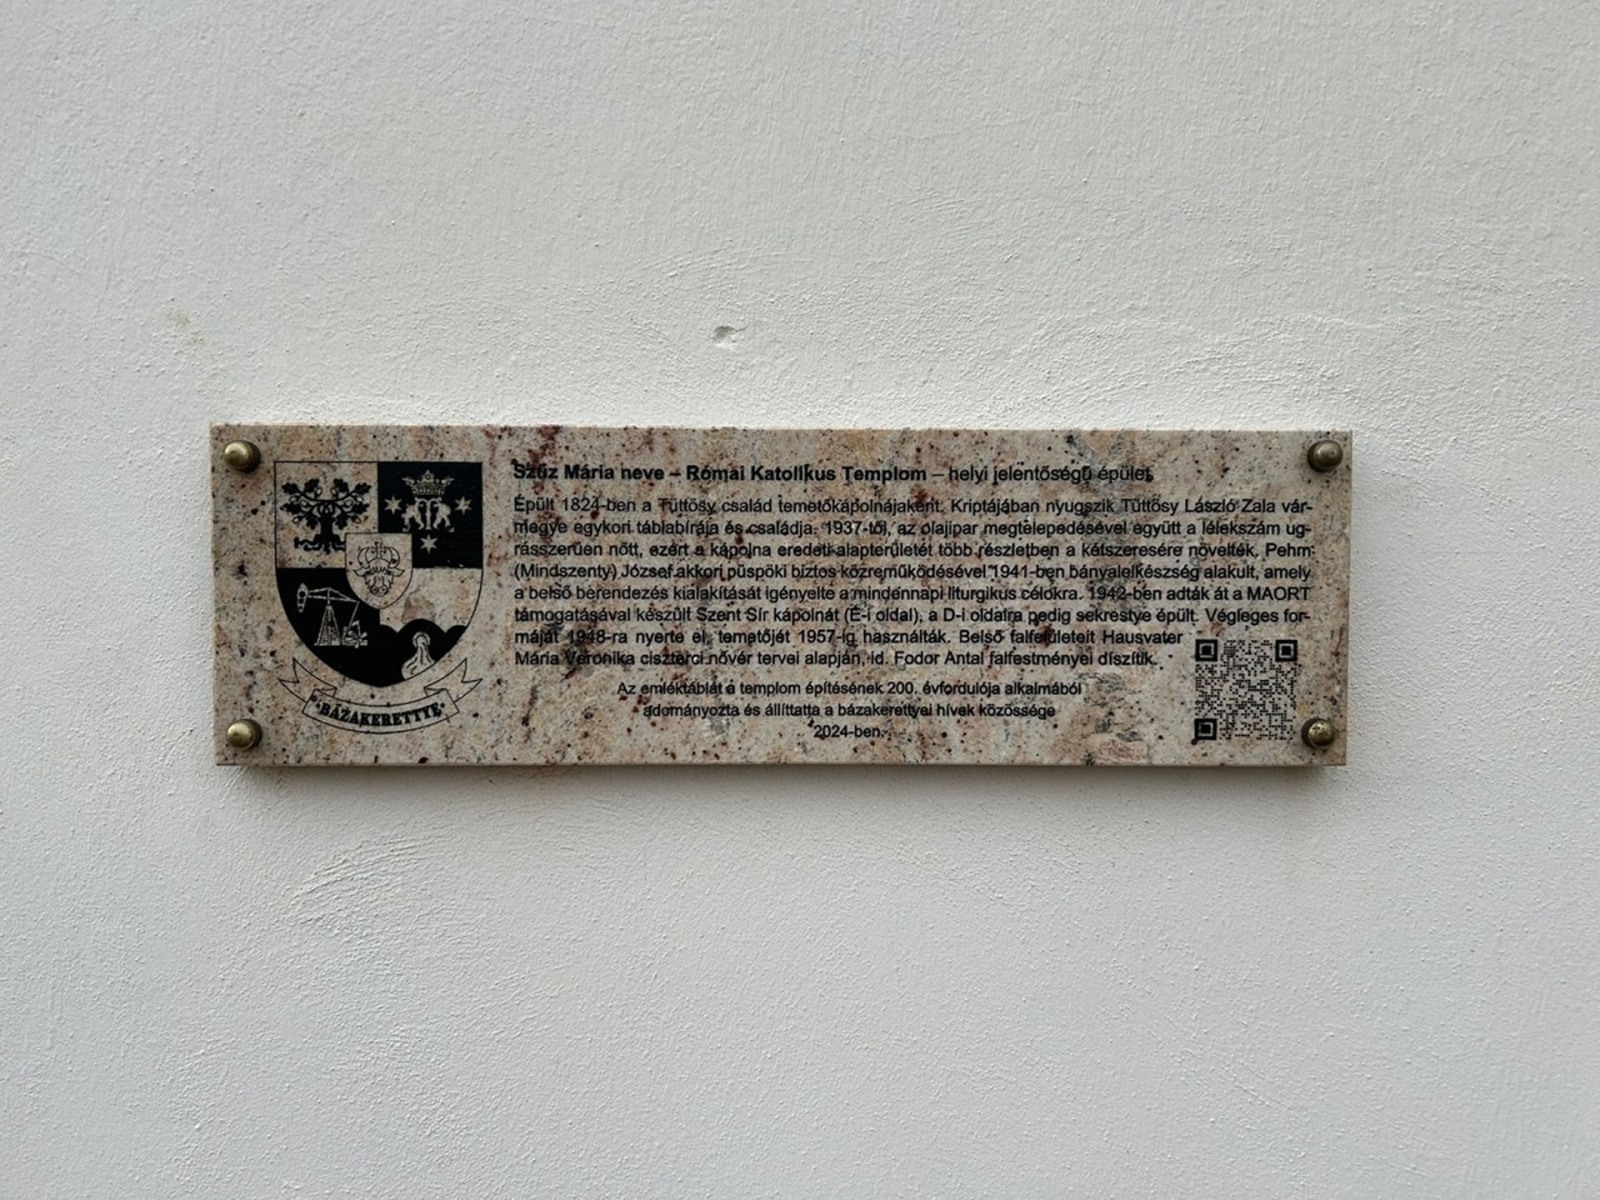 Szűz Mária neve – Római Katolikus Templom – helyi jelentőségű épület
Épült 1824-ben a Tüttősy család temetőkápolnájaként. Kriptájában nyugszik Tüttősy László Zala vár-
megye egykori táblabírája és családja. 1937-től, az olajipar megtelepedésével együtt a lélekszám ug-
rásszerűen nőtt, ezért a kápolna eredeti alapterületét több részletben a kétszeresére növelték. Pehm
(Mindszenty) József akkori püspöki biztos közreműködésével 1941-ben bányalelkészség alakult, amely
a belső berendezés kialakítását igényelte a mindennapi liturgikus célokra. 1942-ben adták át a MAORT
támogatásával készült Szent Sír kápolnát (É-i oldal), a D-i oldalra pedig sekrestye épült. Végleges for-
máját 1948-ra nyerte el, temetőjét 1957-ig használták. Belső falfelületeit Hausvater
Mária Veronika ciszterci nővér tervei alapján, id. Fodor Antal falfestményei díszítik.
Az emléktáblát a templom építésének 200. évfordulója alkalmából
adományozta és állíttatta a bázakerettyei hívek közössége
2024-ben.
·BÁZAKERETTYE·